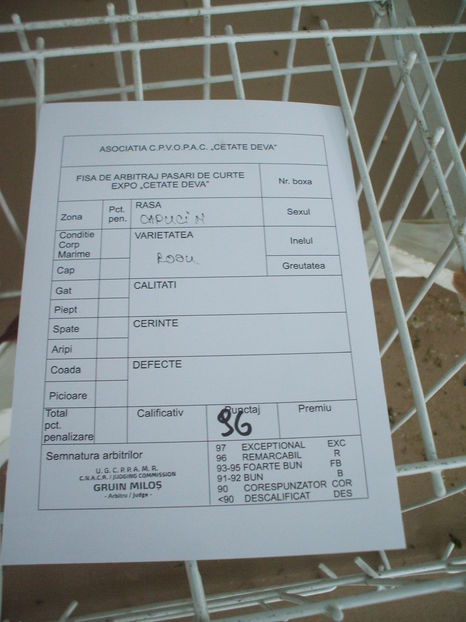 ASOCIATIA C.P.V.O.P.A.C. „CETATE DEVA"
FISA DE ARBITRAJ PASARI DE CURTE
EXPO „CETATE DEVA"
Nr. boxa
Zona
Pct. pen.
RASA
CAPUCIN
Sexul
Conditie
Corp
Marime
VARIETATEA
ROSU
Inelul
Cap
Greutatea
Gat
CALITATI
Piept
Spate
CERINTE
Aripi
Coada
DEFECTE
Picioare
Total
pct.
penalizare
Calificativ
Punctaj
96
Premiu
Semnatura arbitrilor
U. G. C. P. P. A. M. R.
C.N.A.C.R. / JUDGING COMMISSION
GRUIN MILOȘ
- Arbitru / Judge -
97 EXCEPTIONAL EXC
96 REMARCABIL R
93-95 FOARTE BUN FB
91-92 BUN B
90 CORESPUNZATOR COR
<90 DESCALIFICAT DES